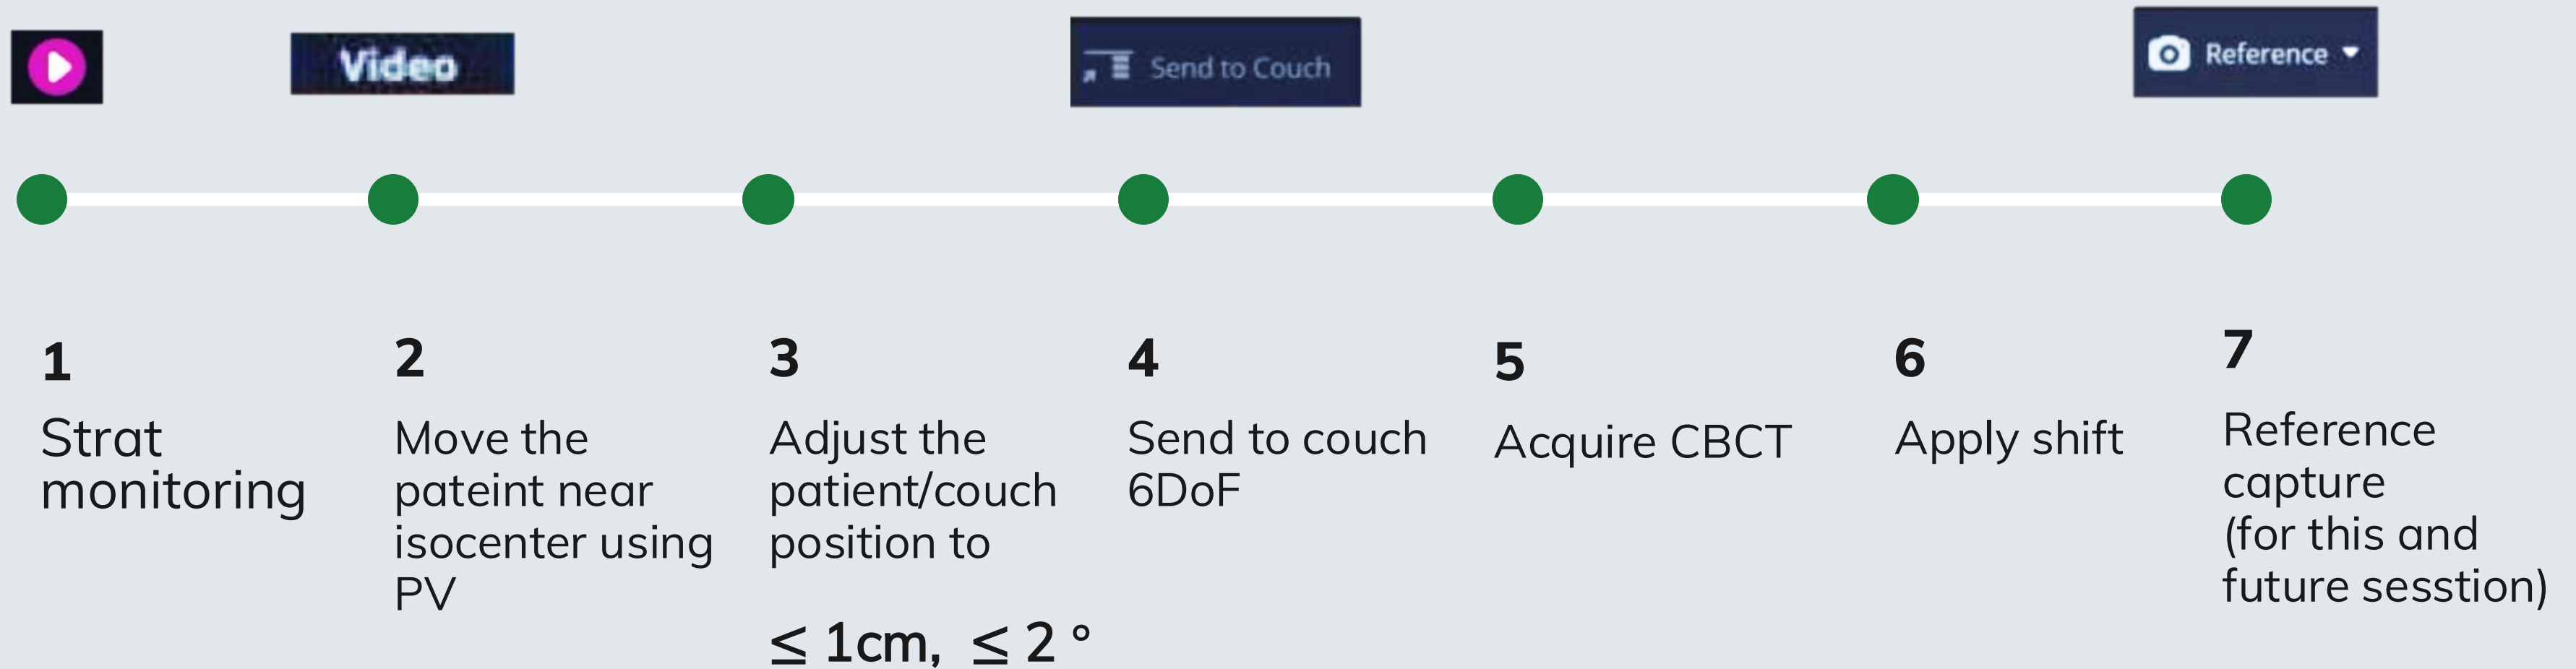 Video
Send to Couch
Reference
1
Strat
monitoring
2
Move the
pateint near
isocenter using
PV
3
Adjust the
patient/couch
position to
≤ 1cm, ≤ 2 °
4
Send to couch
6DoF
5
Acquire CBCT
6
Apply shift
7
Reference
capture
(for this and
future sesstion)